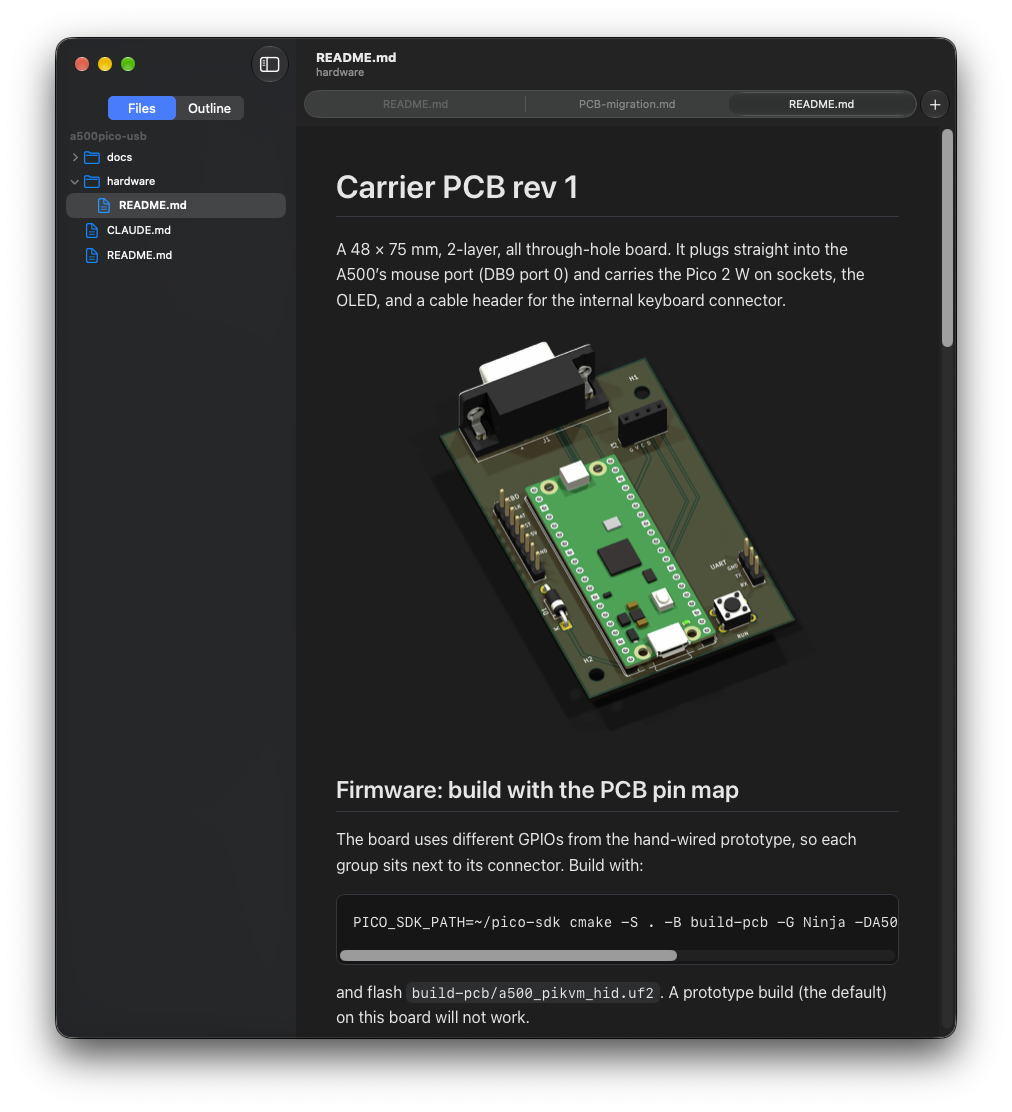 README.md
hardware
Files
Outline
README.md
PCB-migration.md
README.md
+
a500pico-usb
docs
hardware
README.md
CLAUDE.md
README.md
Carrier PCB rev 1
A 48 × 75 mm, 2-layer, all through-hole board. It plugs straight into the
A500’s mouse port (DB9 port 0) and carries the Pico 2 W on sockets, the
OLED, and a cable header for the internal keyboard connector.
H1
J1
G V C D
UART
GND
TX
RX
RUN
H2
Firmware: build with the PCB pin map
The board uses different GPIOs from the hand-wired prototype, so each
group sits next to its connector. Build with:
PICO_SDK_PATH=~/pico-sdk cmake -S . -B build-pcb -G Ninja -DA50
and flash build-pcb/a500_pikvm_hid.uf2. A prototype build (the default)
on this board will not work.